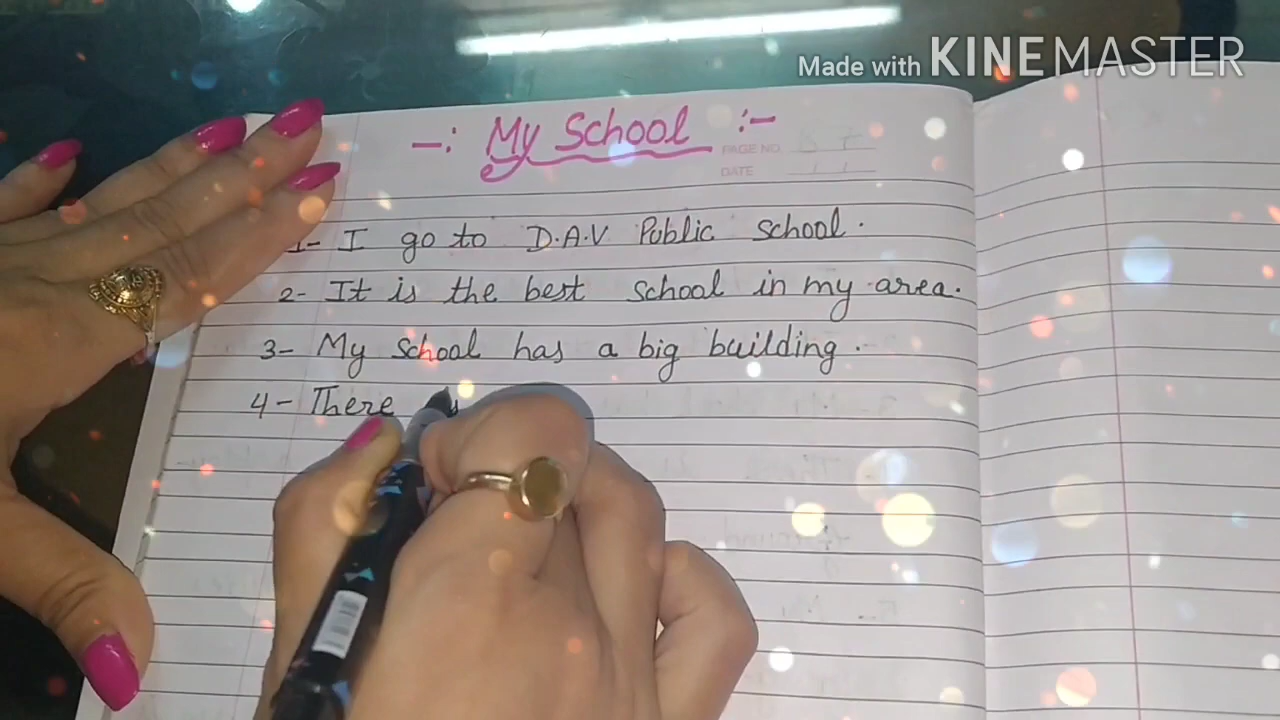 Made with KINEMASTER
-: My School :-
PAGE NO.
DATE
1- I go to D.A.V Public School.
2- It is the best school in my area.
3- My school has a big building.
4- There